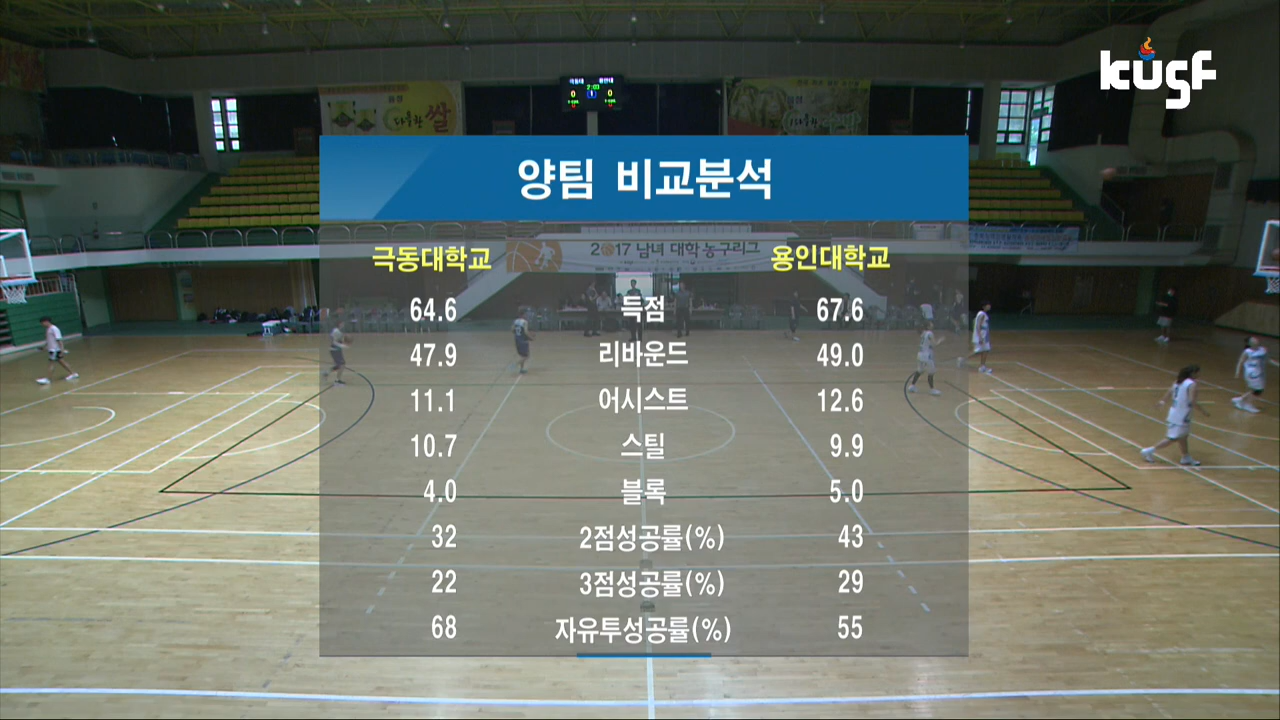 kusf
양팀 비교분석
2017 남녀 대학농구리그
극동대학교 용인대학교
64.6 득점 67.6
47.9 리바운드 49.0
11.1 어시스트 12.6
10.7 스틸 9.9
4.0 블록 5.0
32 2점성공률(%) 43
22 3점성공률(%) 29
68 자유투성공률(%) 55